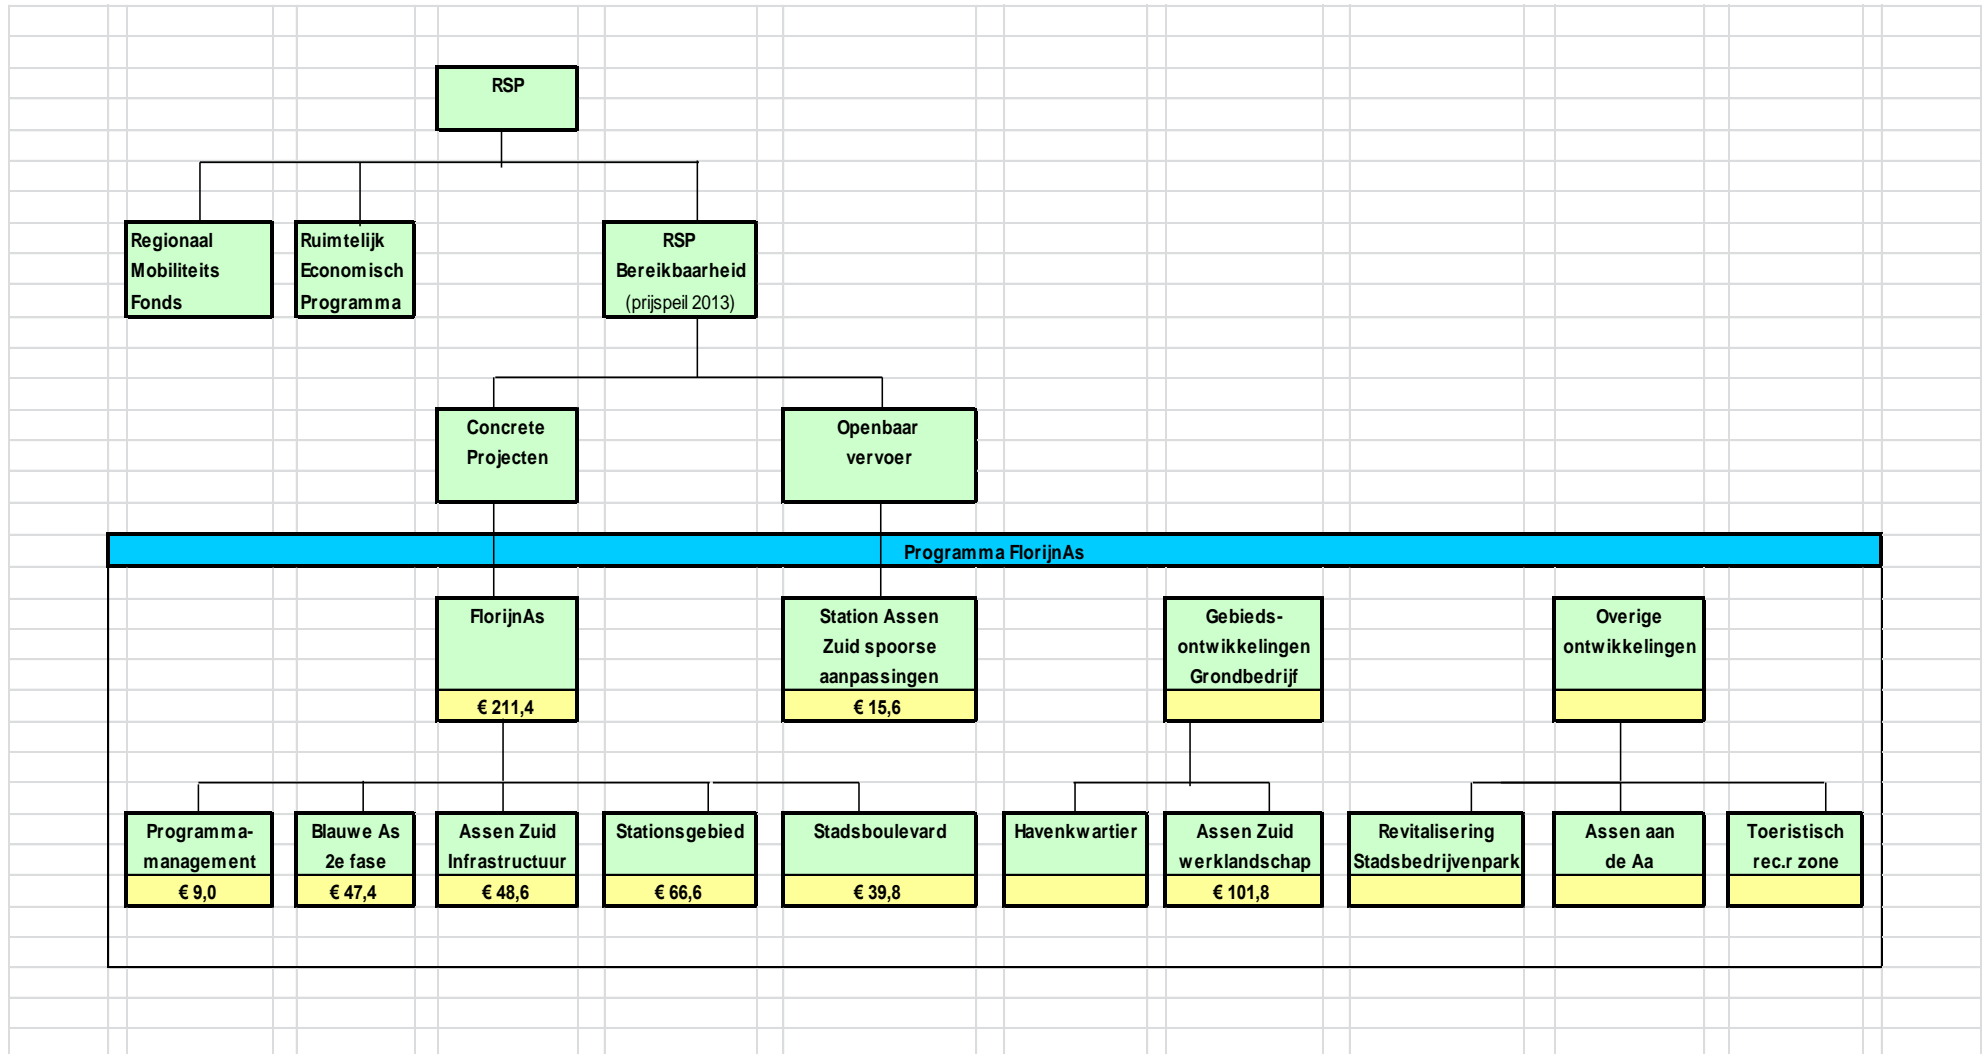 RSP
Regionaal
Mobiliteits
Fonds
Ruimtelijk
Economisch
Programma
RSP
Bereikbaarheid
(prijspeil 2013)
Concrete
Projecten
Openbaar
vervoer
Programma FlorijnAs
FlorijnAs
€ 211,4
Station Assen
Zuid spoorse
aanpassingen
€ 15,6
Gebieds-
ontwikkelingen
Grondbedrijf
Overige
ontwikkelingen
Programma-
management
€ 9,0
Blauwe As
2e fase
€ 47,4
Assen Zuid
Infrastructuur
€ 48,6
Stationsgebied
€ 66,6
Stadsboulevard
€ 39,8
Havenkwartier
Assen Zuid
werklandschap
€ 101,8
Revitalisering
Stadsbedrijvenpark
Assen aan
de Aa
Toeristisch
rec.r zone